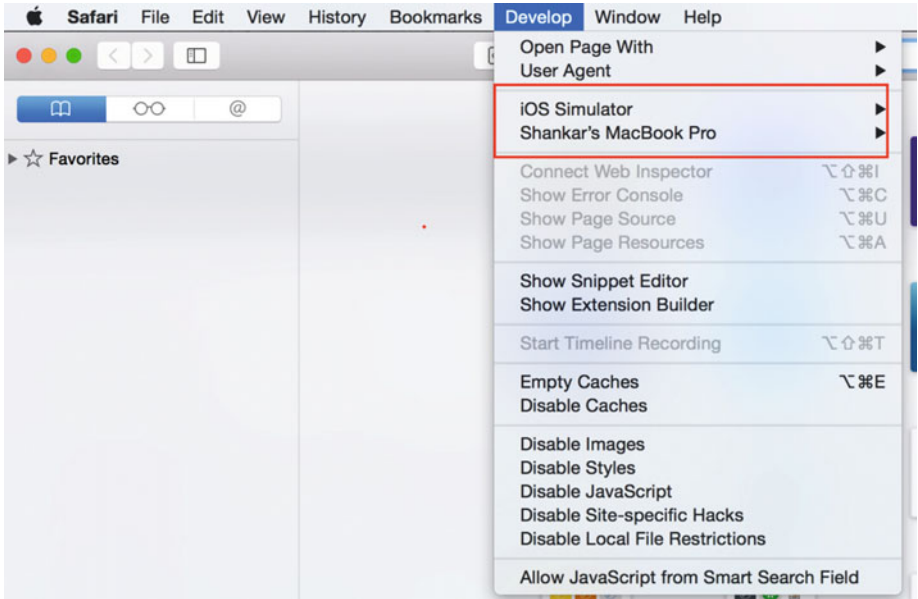 Safari File Edit View History Bookmarks Develop Window Help
Open Page With
User Agent
@
iOS Simulator
Shankar's MacBook Pro
Favorites
Connect Web Inspector ⌥⇧⌘I
Show Error Console ⌥⌘C
Show Page Source ⌥⌘U
Show Page Resources ⌥⌘A
Show Snippet Editor
Show Extension Builder
Start Timeline Recording ⌥⇧⌘T
Empty Caches ⌥⌘E
Disable Caches
Disable Images
Disable Styles
Disable JavaScript
Disable Site-specific Hacks
Disable Local File Restrictions
Allow JavaScript from Smart Search Field